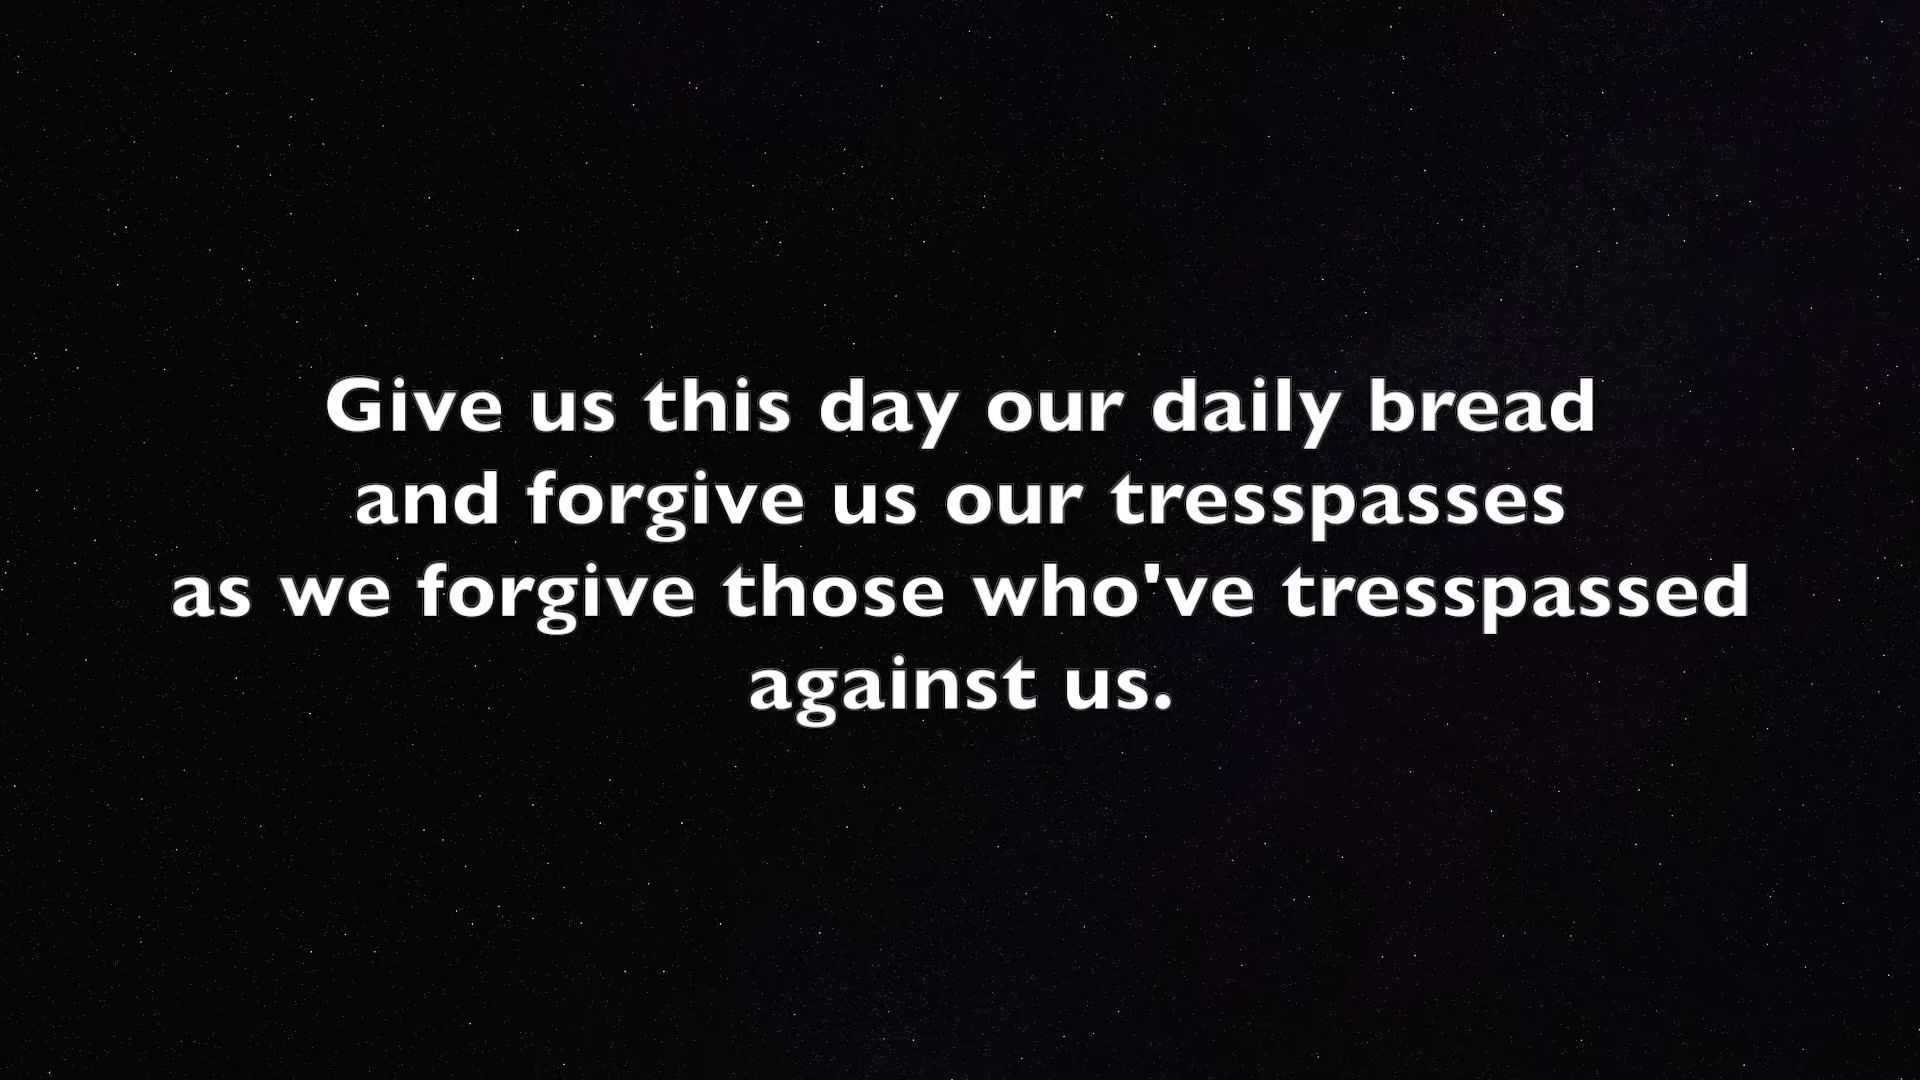 Give us this day our daily bread
and forgive us our tresspasses
as we forgive those who've tresspassed
against us.